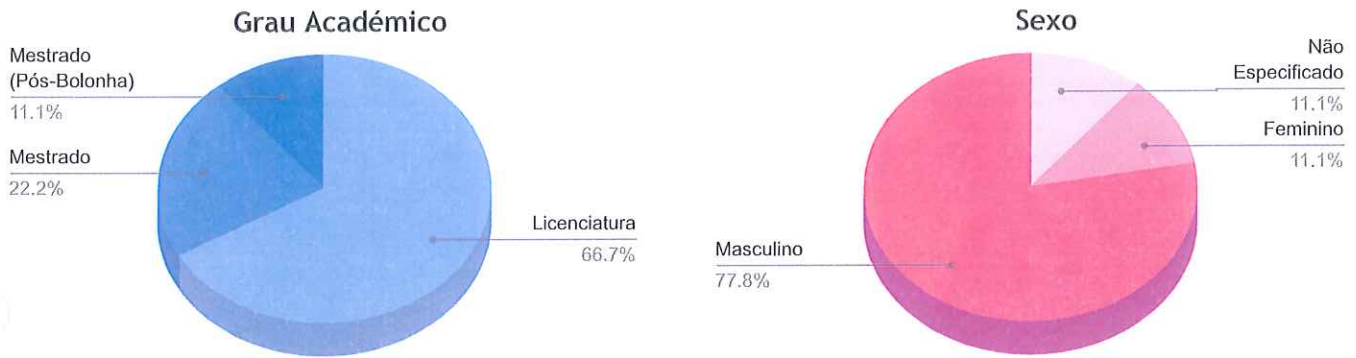 Grau Académico
Mestrado
(Pós-Bolonha)
11.1%
Mestrado
22.2%
Licenciatura
66.7%
Sexo
Não
Especificado
11.1%
Feminino
11.1%
Masculino
77.8%